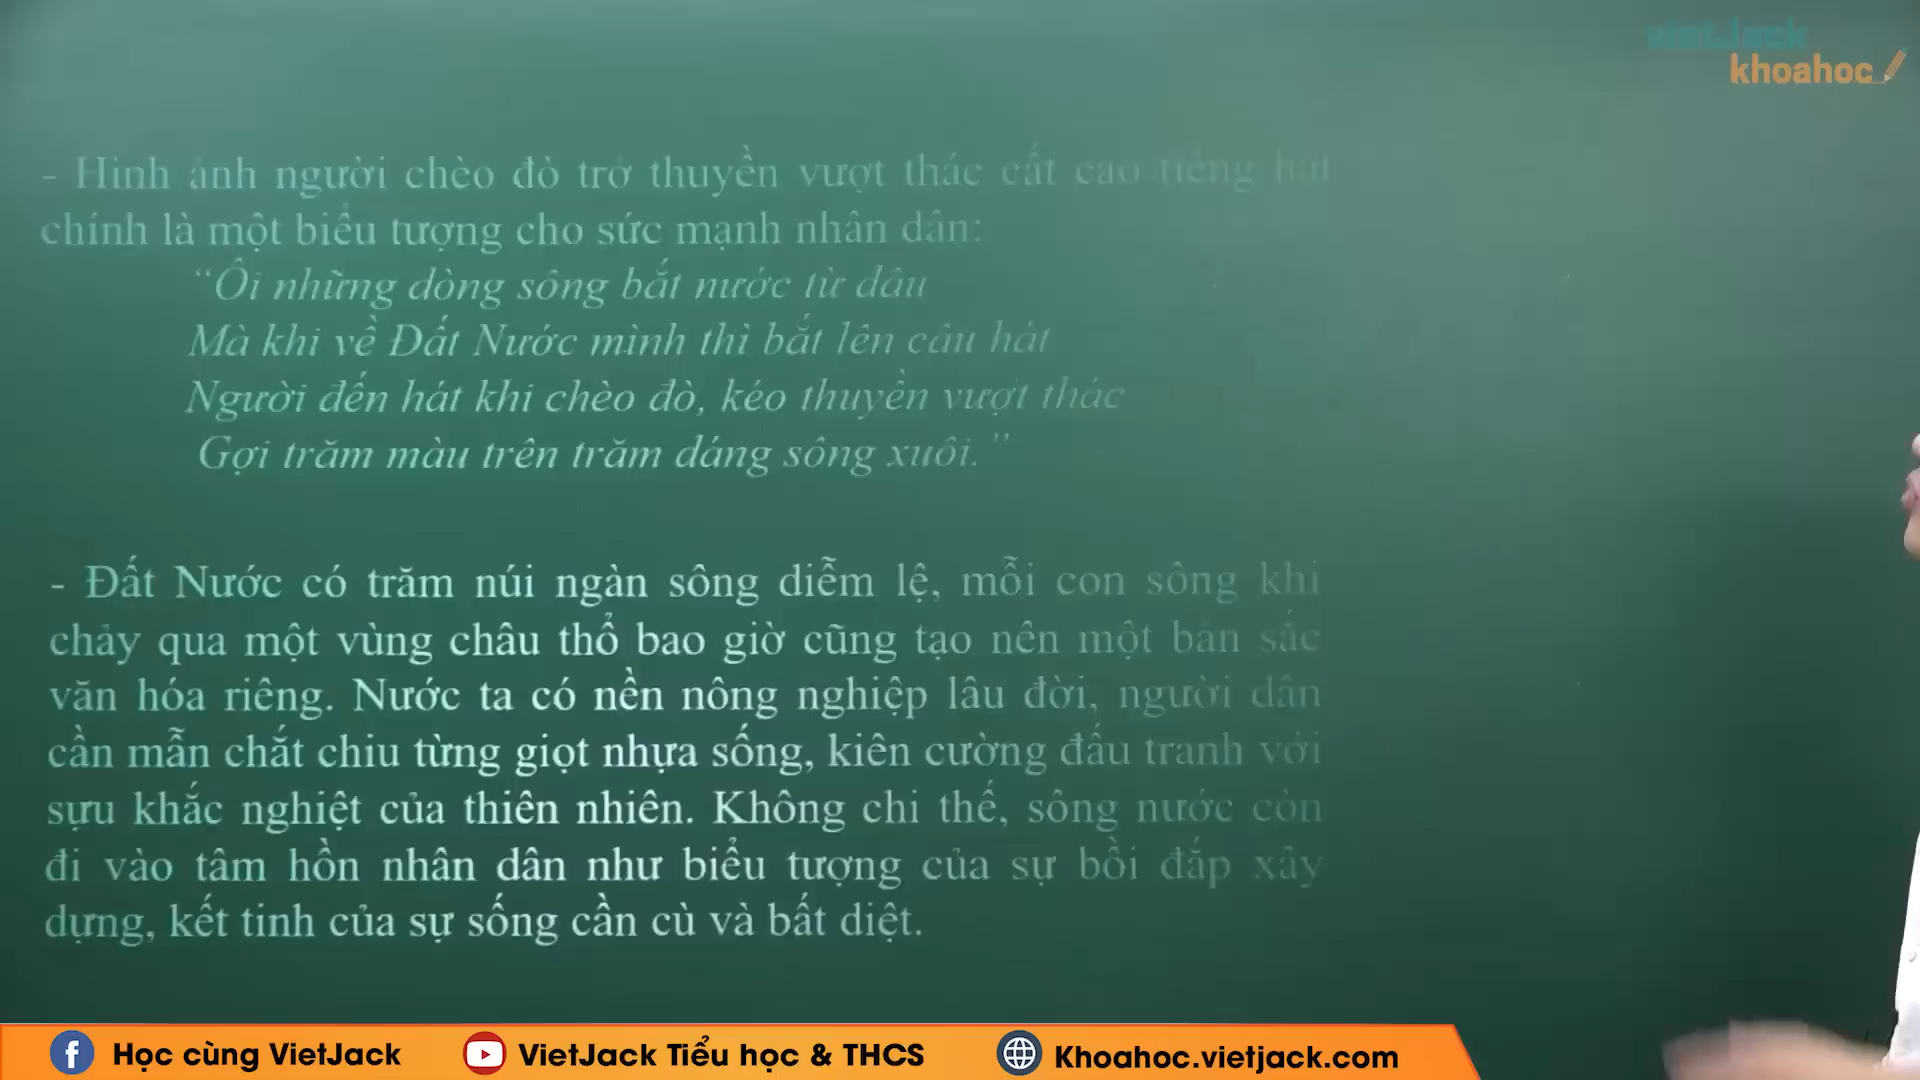 vietJack
khoahoc
- Hình ảnh người chèo đò trở thuyền vượt thác cất cao tiếng hát
chính là một biểu tượng cho sức mạnh nhân dân:
“Ôi những dòng sông bắt nước từ đâu
Mà khi về Đất Nước mình thì bắt lên câu hát
Người đến hát khi chèo đò, kéo thuyền vượt thác
Gợi trăm màu trên trăm dáng sông xuôi.”
- Đất Nước có trăm núi ngàn sông diễm lệ, mỗi con sông khi
chảy qua một vùng châu thổ bao giờ cũng tạo nên một bản sắc
văn hóa riêng. Nước ta có nền nông nghiệp lâu đời, người dân
cần mẫn chắt chiu từng giọt nhựa sống, kiên cường đấu tranh với
sựu khắc nghiệt của thiên nhiên. Không chỉ thế, sông nước còn
đi vào tâm hồn nhân dân như biểu tượng của sự bồi đắp xây
dựng, kết tinh của sự sống cần cù và bất diệt.
Học cùng VietJack
VietJack Tiểu học & THCS
Khoahoc.vietjack.com